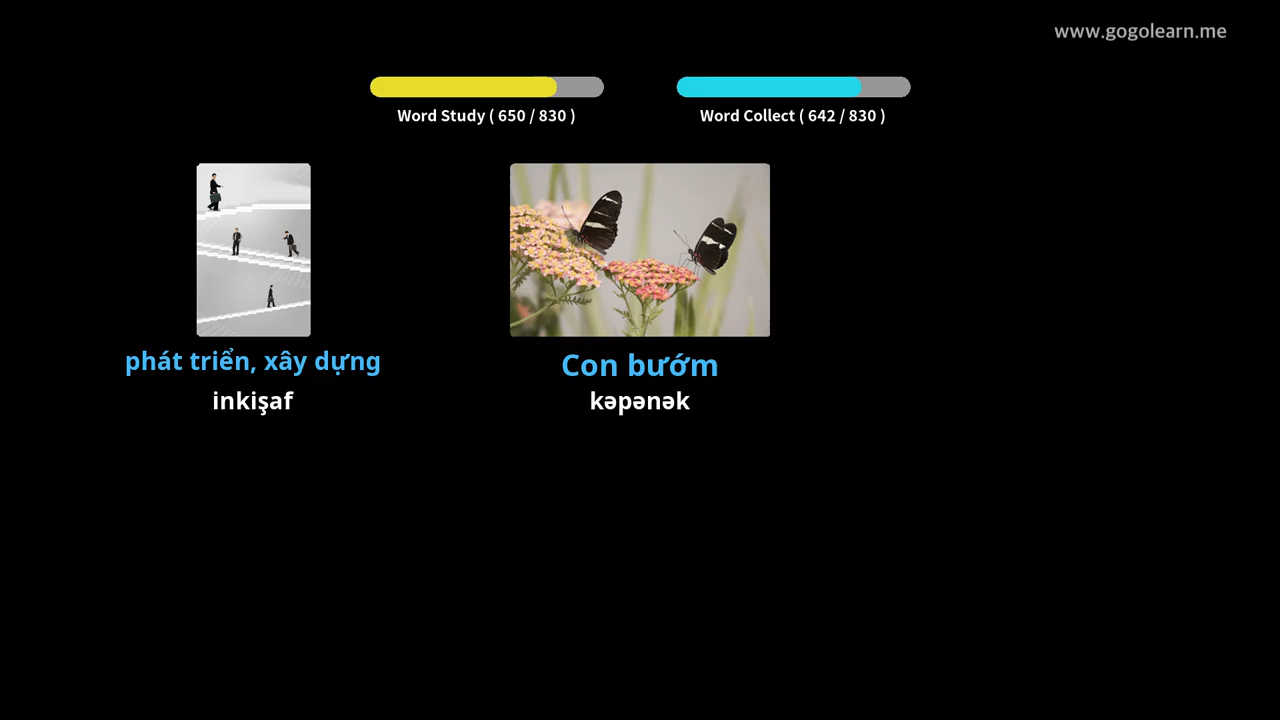 www.gogolearn.me
Word Study ( 650 / 830 )
Word Collect ( 642 / 830 )
phát triển, xây dựng
inkişaf
Con bướm
kəpənək